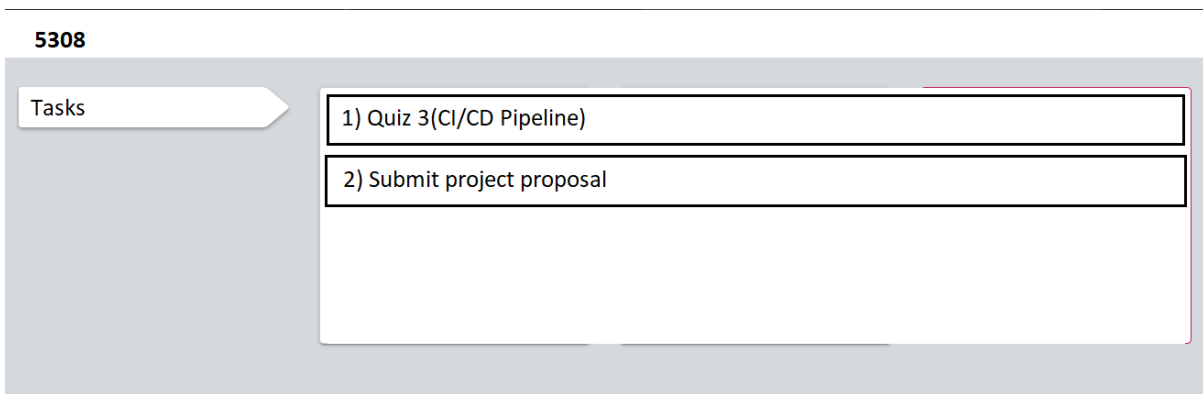 5308
Tasks
1) Quiz 3(CI/CD Pipeline)
2) Submit project proposal